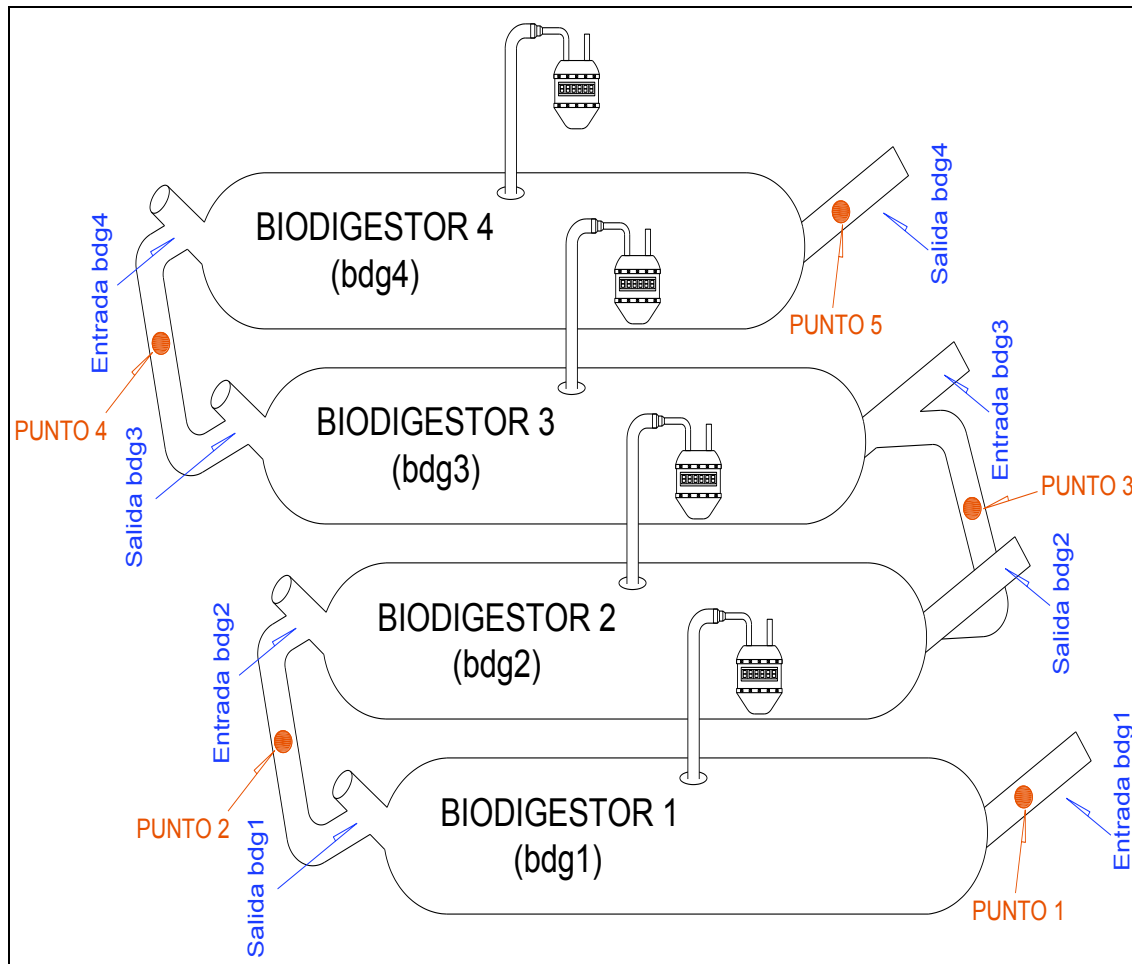 BIODIGESTOR 4
(bdg4)
Entrada bdg4
Salida bdg4
PUNTO 5
PUNTO 4
BIODIGESTOR 3
(bdg3)
Salida bdg3
Entrada bdg3
PUNTO 3
BIODIGESTOR 2
(bdg2)
Entrada bdg2
Salida bdg2
PUNTO 2
BIODIGESTOR 1
(bdg1)
Salida bdg1
Entrada bdg1
PUNTO 1